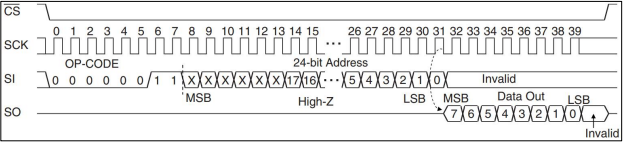 CS
0 1 2 3 4 5 6 7 8 9 10 11 12 13 14 15 26 27 28 29 30 31 32 33 34 35 36 37 38 39
SCK
OP-CODE 24-bit Address
SI 0 0 0 0 0 0 1 1 X X X X X X 17 16 5 4 3 2 1 0 Invalid
MSB High-Z LSB MSB Data Out LSB
SO 7 6 5 4 3 2 1 0
Invalid